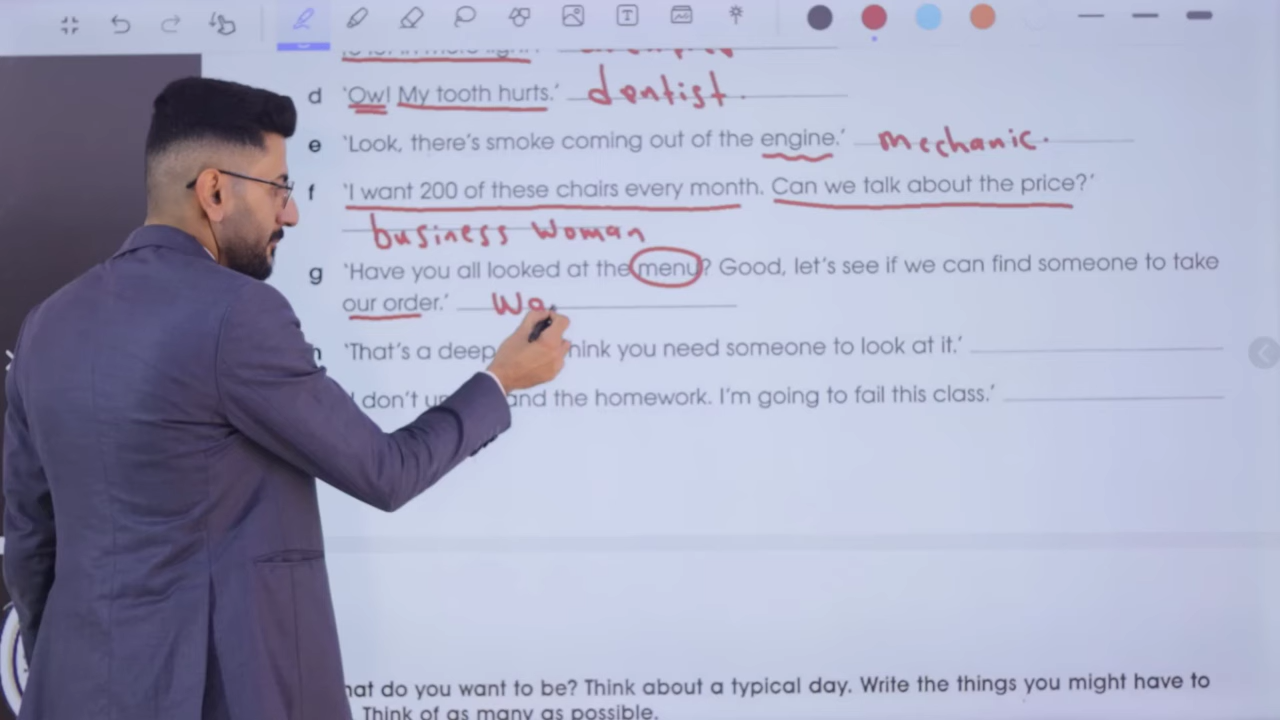 d 'Ow! My tooth hurts.' dentist.
e 'Look, there's smoke coming out of the engine.' mechanic.
f 'I want 200 of these chairs every month. Can we talk about the price?'
business woman
g 'Have you all looked at the menu? Good, let's see if we can find someone to take
our order.' Wa
'That's a deep think you need someone to look at it.'
don't and the homework. I'm going to fail this class.'
do you want to be? Think about a typical day. Write the things you might have to
Think of as many as possible.